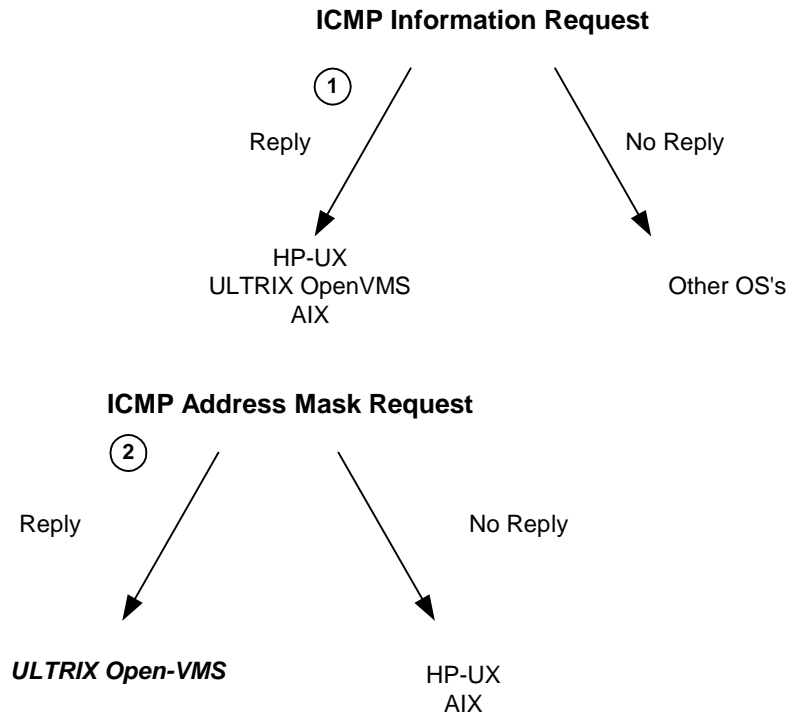 ICMP Information Request
1
Reply
No Reply
HP-UX
ULTRIX OpenVMS
AIX
Other OS's
ICMP Address Mask Request
2
Reply
No Reply
ULTRIX Open-VMS
HP-UX
AIX